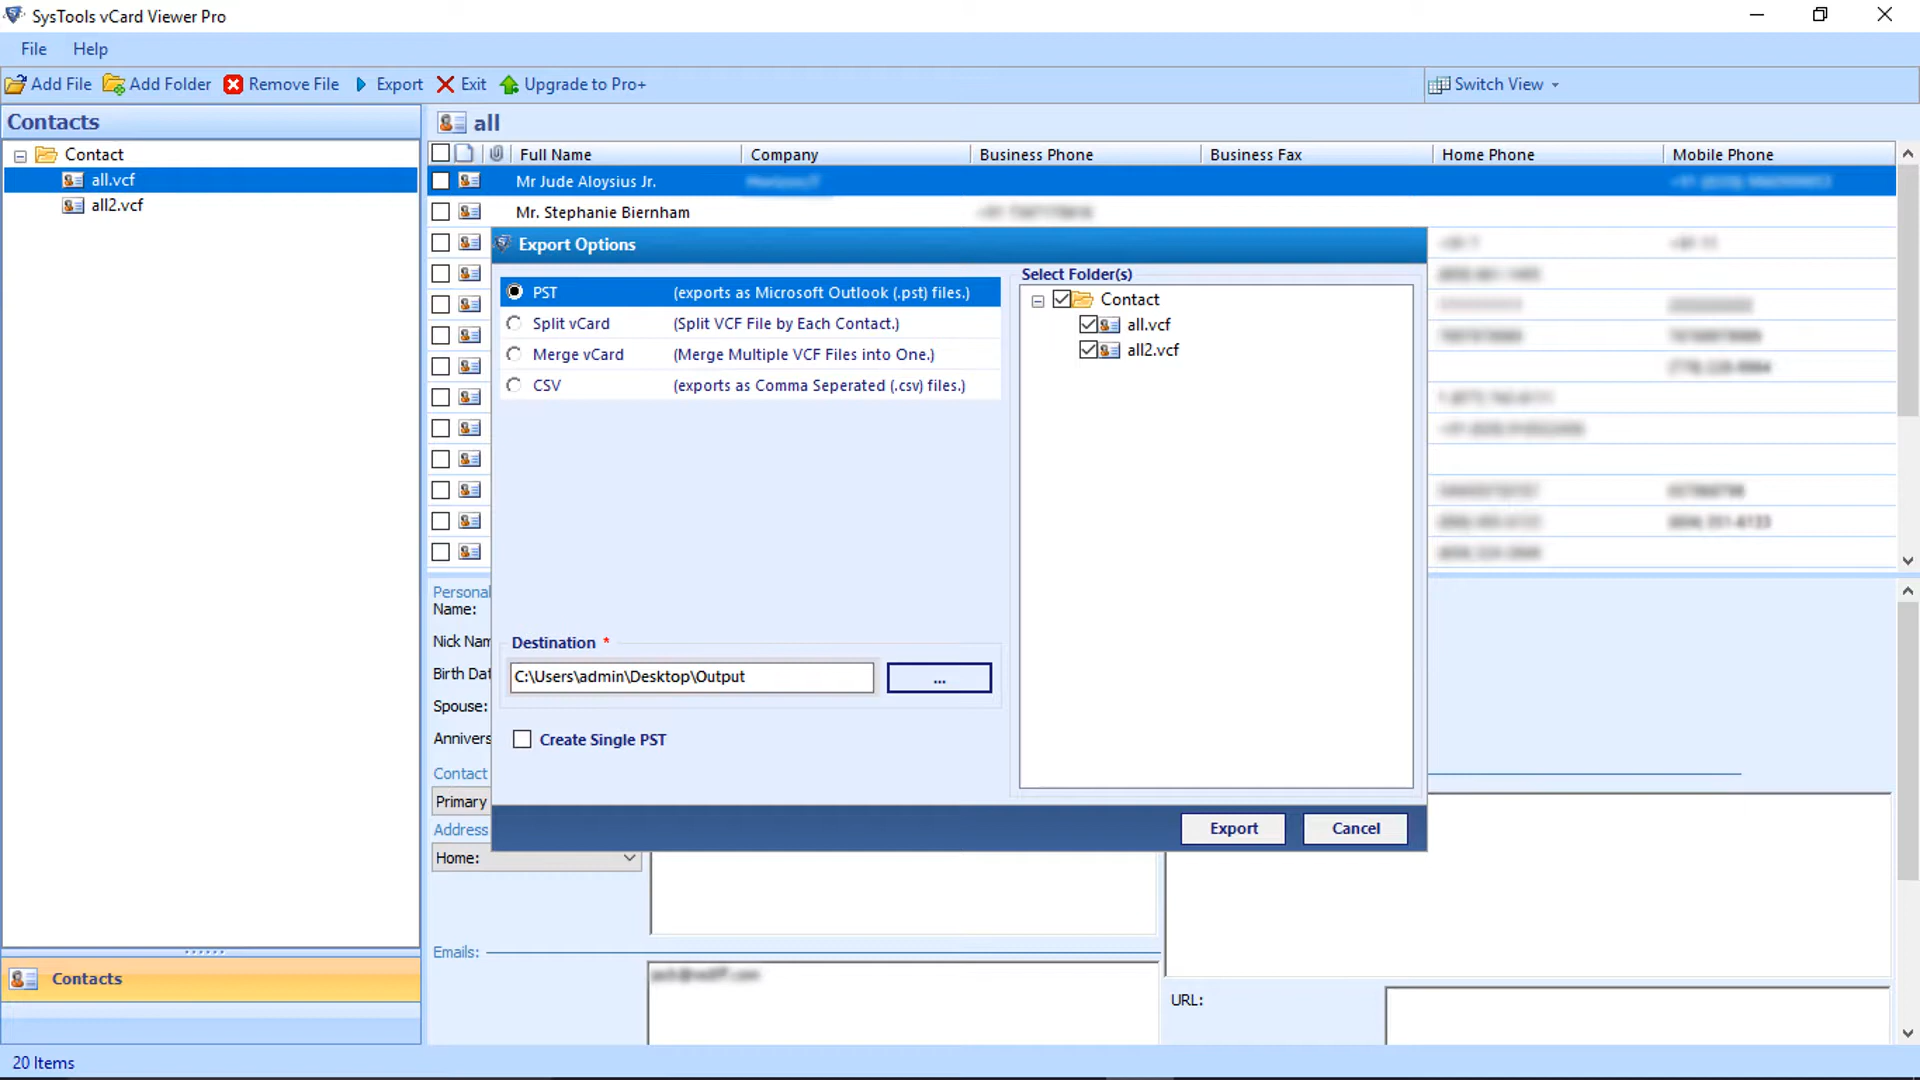 SysTools vCard Viewer Pro
File Help
Add File Add Folder Remove File Export Exit Upgrade to Pro+ Switch View
Contacts
Contact
all.vcf
all2.vcf
all
Full Name Company Business Phone Business Fax Home Phone Mobile Phone
Mr Jude Aloysius Jr.
Mr. Stephanie Biernham
Export Options
PST (exports as Microsoft Outlook (.pst) files.)
Split vCard (Split VCF File by Each Contact.)
Merge vCard (Merge Multiple VCF Files into One.)
CSV (exports as Comma Seperated (.csv) files.)
Select Folder(s)
Contact
all.vcf
all2.vcf
Destination *
C:\Users\admin\Desktop\Output ...
Create Single PST
Export Cancel
Personal
Name:
Nick Nam
Birth Dat
Spouse:
Annivers
Contact
Primary
Address
Home:
Emails:
URL:
Contacts
20 Items